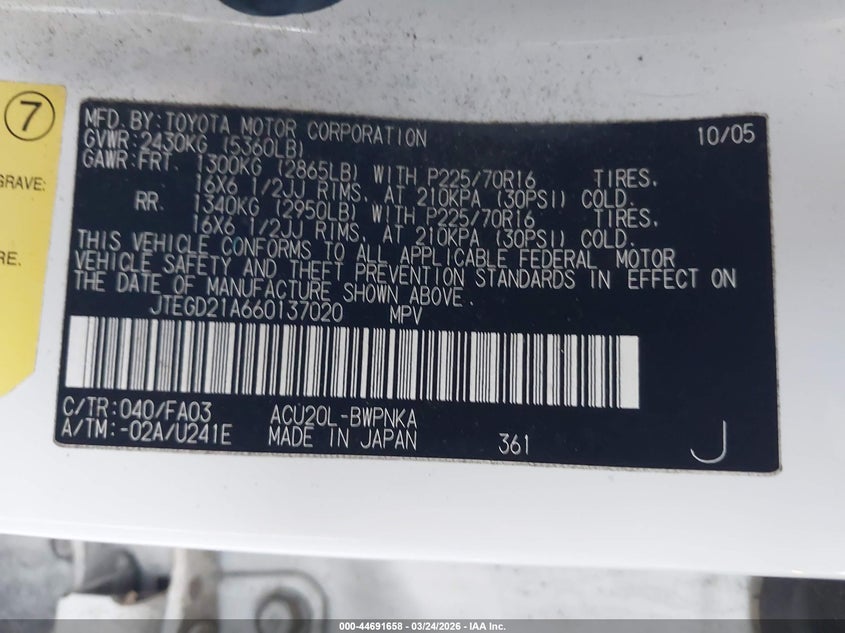 7
GRAVE:
RE.
MFD. BY: TOYOTA MOTOR CORPORATION 10/05
GVWR: 2430KG (5360LB)
GAWR: FRT. 1300KG (2865LB) WITH P225/70R16 TIRES,
16X6 1/2JJ RIMS, AT 210KPA (30PSI) COLD.
RR. 1340KG (2950LB) WITH P225/70R16 TIRES,
16X6 1/2JJ RIMS, AT 210KPA (30PSI) COLD.
THIS VEHICLE CONFORMS TO ALL APPLICABLE FEDERAL MOTOR
VEHICLE SAFETY AND THEFT PREVENTION STANDARDS IN EFFECT ON
THE DATE OF MANUFACTURE SHOWN ABOVE.
JTEGD21A660137020 MPV
C/TR: 040/FA03 ACU20L-BWPNKA
A/TM: -02A/U241E MADE IN JAPAN 361 J
000-44691658 - 03/24/2026 - IAA Inc.